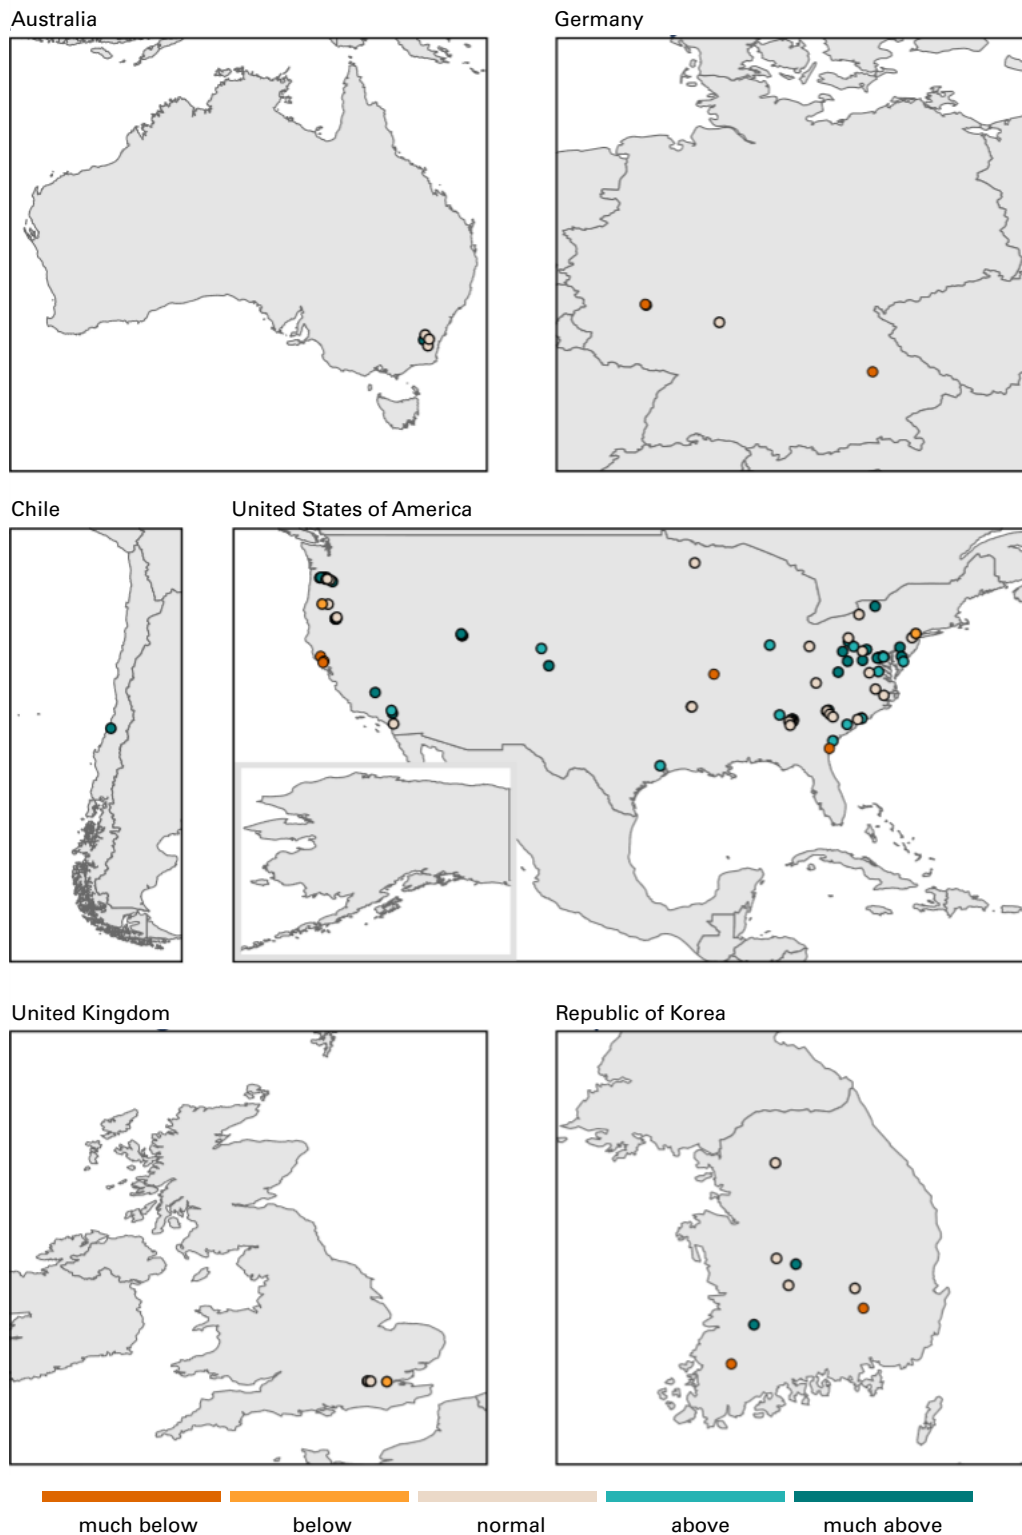 Australia
Germany
Chile
United States of America
United Kingdom
Republic of Korea
much below
below
normal
above
much above